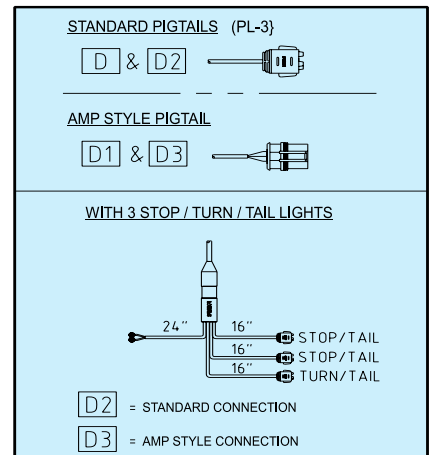 STANDARD PIGTAILS (PL-3}
D & D2
AMP STYLE PIGTAIL
D1 & D3
WITH 3 STOP / TURN / TAIL LIGHTS
24" 16" STOP/TAIL
16" STOP/TAIL
16" TURN/TAIL
D2 = STANDARD CONNECTION
D3 = AMP STYLE CONNECTION